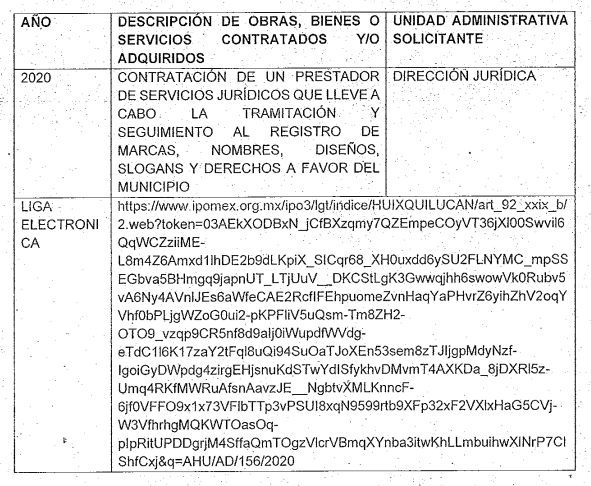 AÑO
DESCRIPCIÓN DE OBRAS, BIENES O
SERVICIOS CONTRATADOS Y/O
ADQUIRIDOS
UNIDAD ADMINISTRATIVA
SOLICITANTE
2020
CONTRATACIÓN DE UN PRESTADOR
DE SERVICIOS JURÍDICOS QUE LLEVE A
CABO LA TRAMITACIÓN Y
SEGUIMIENTO AL REGISTRO DE
MARCAS, NOMBRES, DISEÑOS,
SLOGANS Y DERECHOS A FAVOR DEL
MUNICIPIO
DIRECCIÓN JURÍDICA
LIGA
ELECTRONI
CA
https://www.ipomex.org.mx/ipo3/lgt/indice/HUIXQUILUCAN/art_92_xxix_b/
2.web?token=03AEkXODBxN_jCfBXzqmy7QZEmpeCOyVT36jXl00Swvil6
QqWCZziiME-
L8m4Z6Amxd1lhDE2b9dLKpiX_SICqr68_XH0uxdd6ySU2FLNYMC_mpSS
EGbva5BHmgq9japnUT_LTjUuV__DKCStLgK3Gwwqjhh6swowVk0Rubv5
vA6Ny4AVnlJEs6aWfeCAE2RcfIFEhpuomeZvnHaqYaPHvrZ6yihZhV2oqY
Vhf0bPLjgWZoG0ui2-pKPFliV5uQsm-Tm8ZH2-
OTO9_vzqp9CR5nf8d9alj0iWupdfWVdg-
eTdC1l6K17zaY2tFql8uQi94SuOaTJoXEn53sem8zTJljgpMdyNzf-
IgoiGyDWpdg4zirgEHjsnuKdSTwYdISfykhvDMvmT4AXKDa_8jDXRl5z-
Umq4RKfMWRuAfsnAavzJE__NgbtvXMLKnncF-
6jf0VFFO9x1x73VFlbTTp3vPSUI8xqN9599rtb9XFp32xF2VXlxHaG5CVj-
W3VfhrhgMQKWTOasOq-
plpRitUPDDgrjM4SffaQmTOgzVlcrVBmqXYnba3itwKhLLmbuihwXINrP7Cl
ShfCxj&q=AHU/AD/156/2020